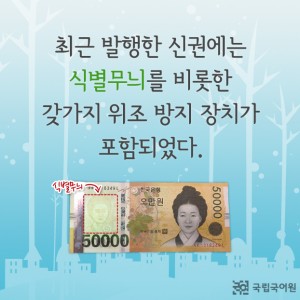 최근 발행한 신권에는
식별무늬를 비롯한
갖가지 위조 방지 장치가
포함되었다.
식별무늬
한국은행
오만 원
50000
50000
국립국어원